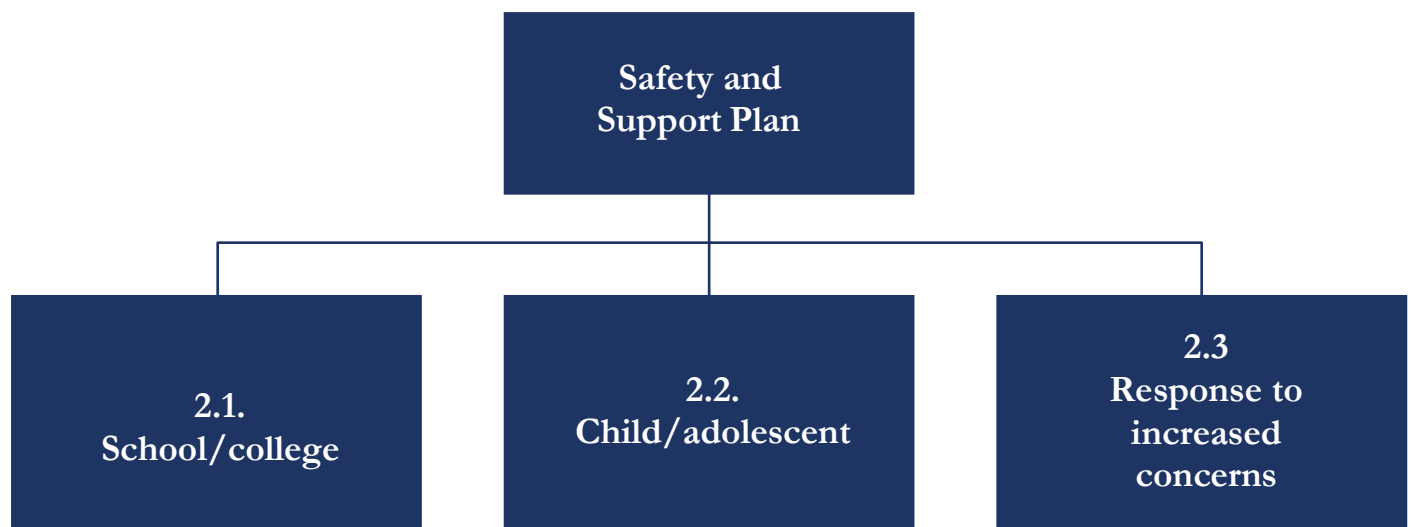 Safety and
Support Plan
2.1.
School/college
2.2.
Child/adolescent
2.3
Response to
increased
concerns